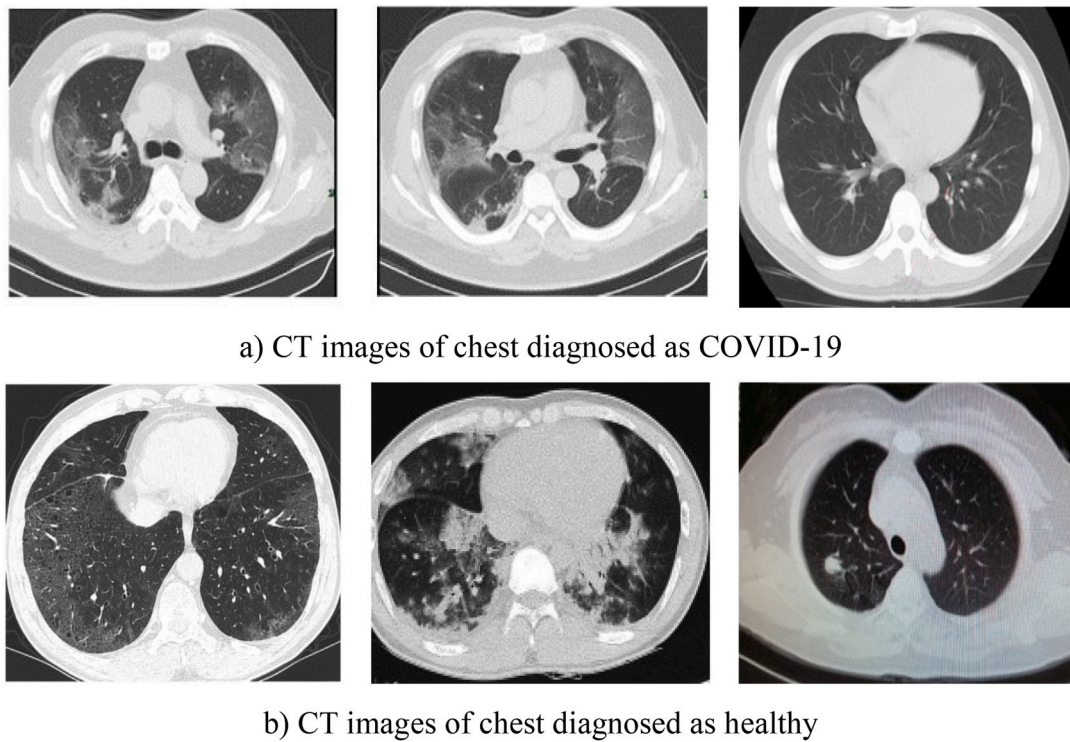 a) CT images of chest diagnosed as COVID-19
b) CT images of chest diagnosed as healthy